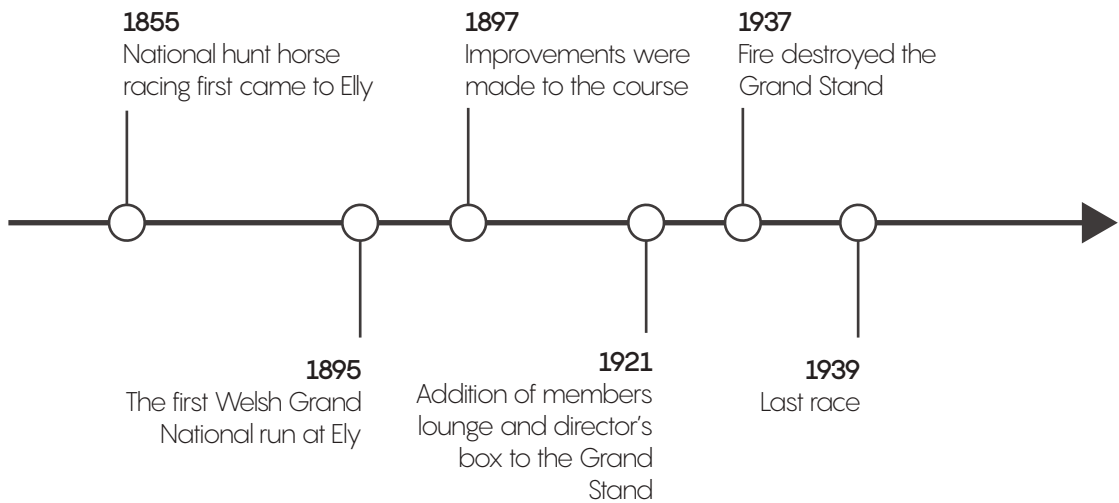 1855
National hunt horse
racing first came to Elly
1897
Improvements were
made to the course
1937
Fire destroyed the
Grand Stand
1895
The first Welsh Grand
National run at Ely
1921
Addition of members
lounge and director's
box to the Grand
Stand
1939
Last race